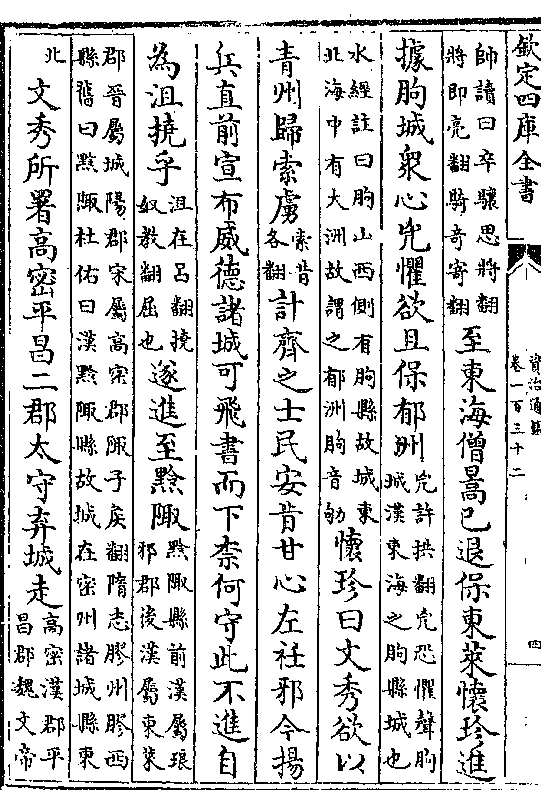 欽定四庫全書
資治通鑑
卷一百三十二
四
帥讀曰卒驤思將翻
將即亮翻騎奇寄翻
至東海僧暠已退保東萊懷珍進
據朐城衆心兇懼欲且保郁州
兇許拱翻兇恐懼聲朐
城漢東海之朐縣城也
水經註曰朐山西側有朐縣故城東
北海中有大洲故謂之郁洲朐音劬
懷珍曰文秀欲以
青州歸索虜
索昔
各翻
計齊之士民安肯甘心左衽邪今揚
兵直前宣布威德諸城可飛書而下柰何守此不進自
為沮撓乎
沮在呂翻撓
奴教翻屈也
遂進至黔陬
黔陬縣前漢屬琅
邪郡後漢屬東萊
郡晉屬城陽郡宋屬高密郡陬子矦翻隋志膠州膠西
縣舊曰黔陬杜佑曰漢黔陬縣故城在密州諸城縣東
北
文秀所署高密平昌二郡太守弃城走
高密漢郡平
昌郡魏文帝